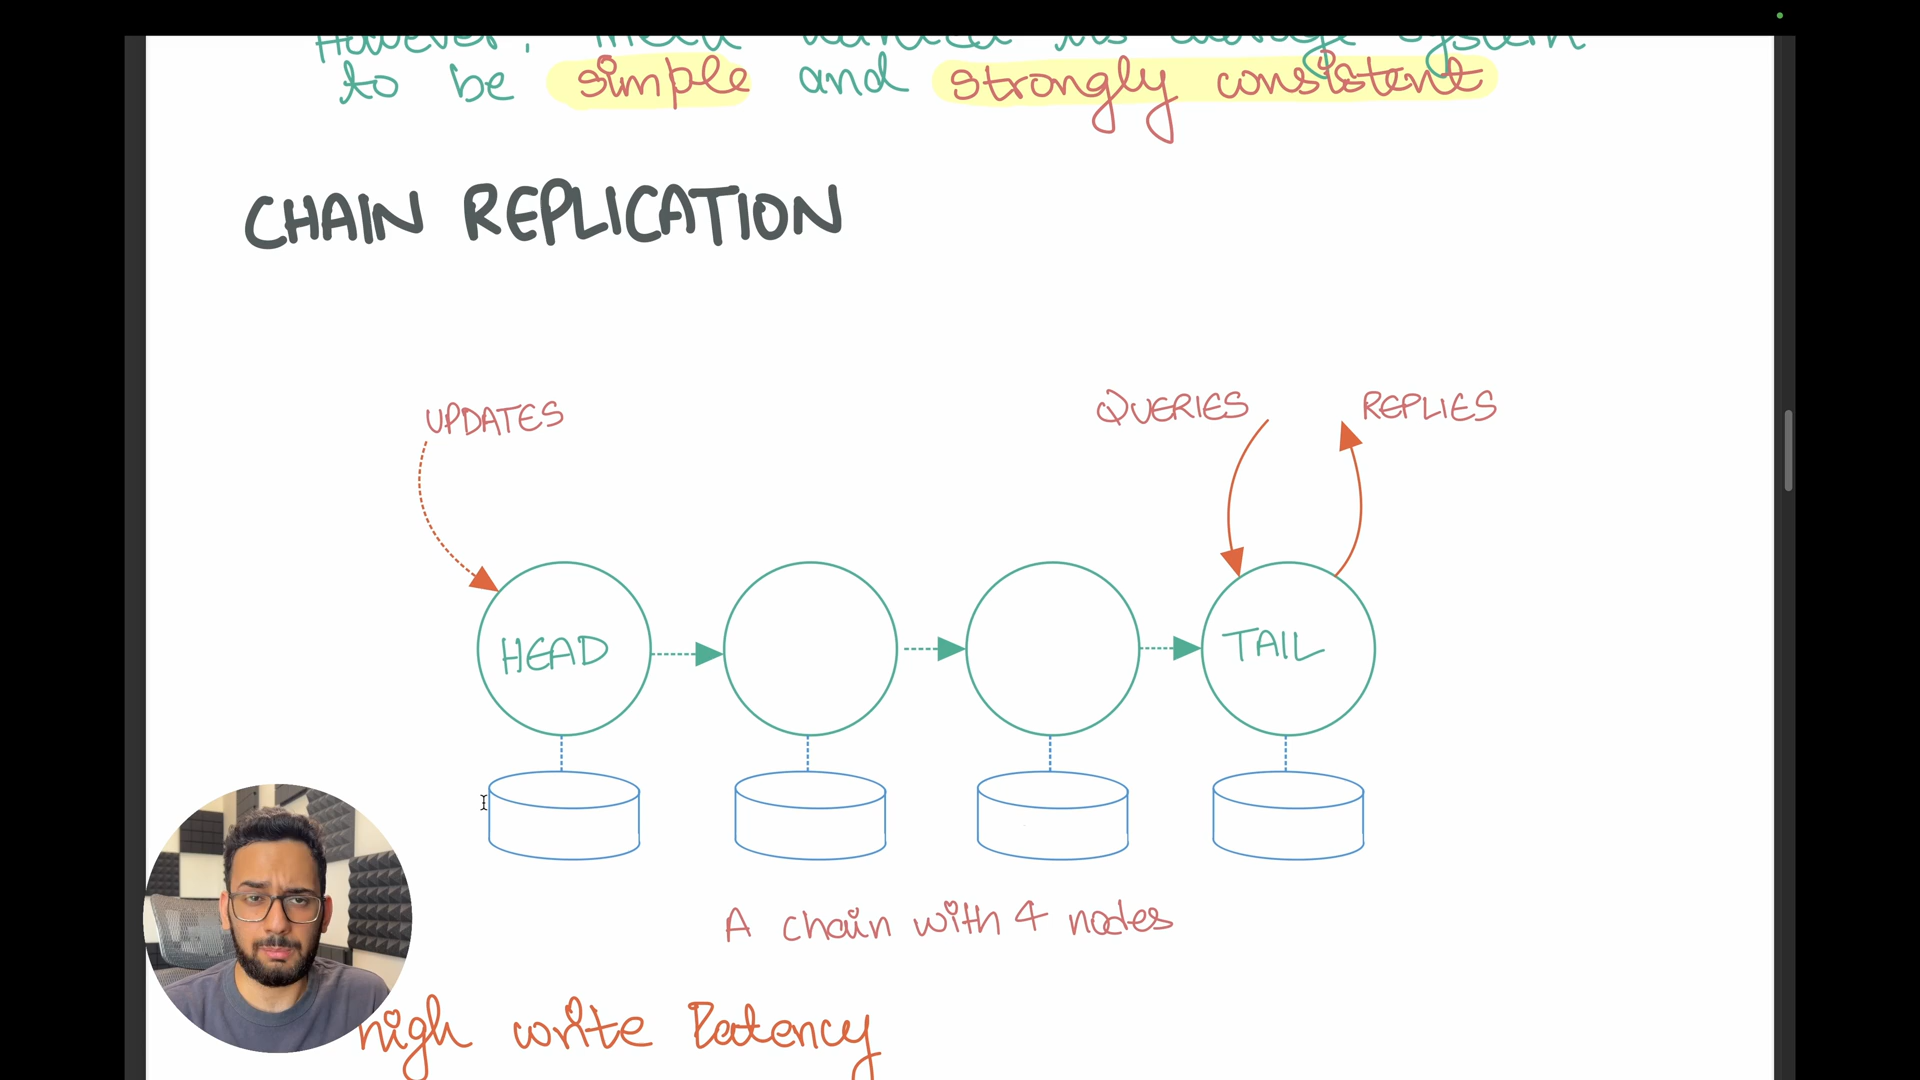 However,
to be simple and strongly consistent
CHAIN REPLICATION
UPDATES
QUERIES
REPLIES
HEAD
TAIL
A chain with 4 nodes
high write latency